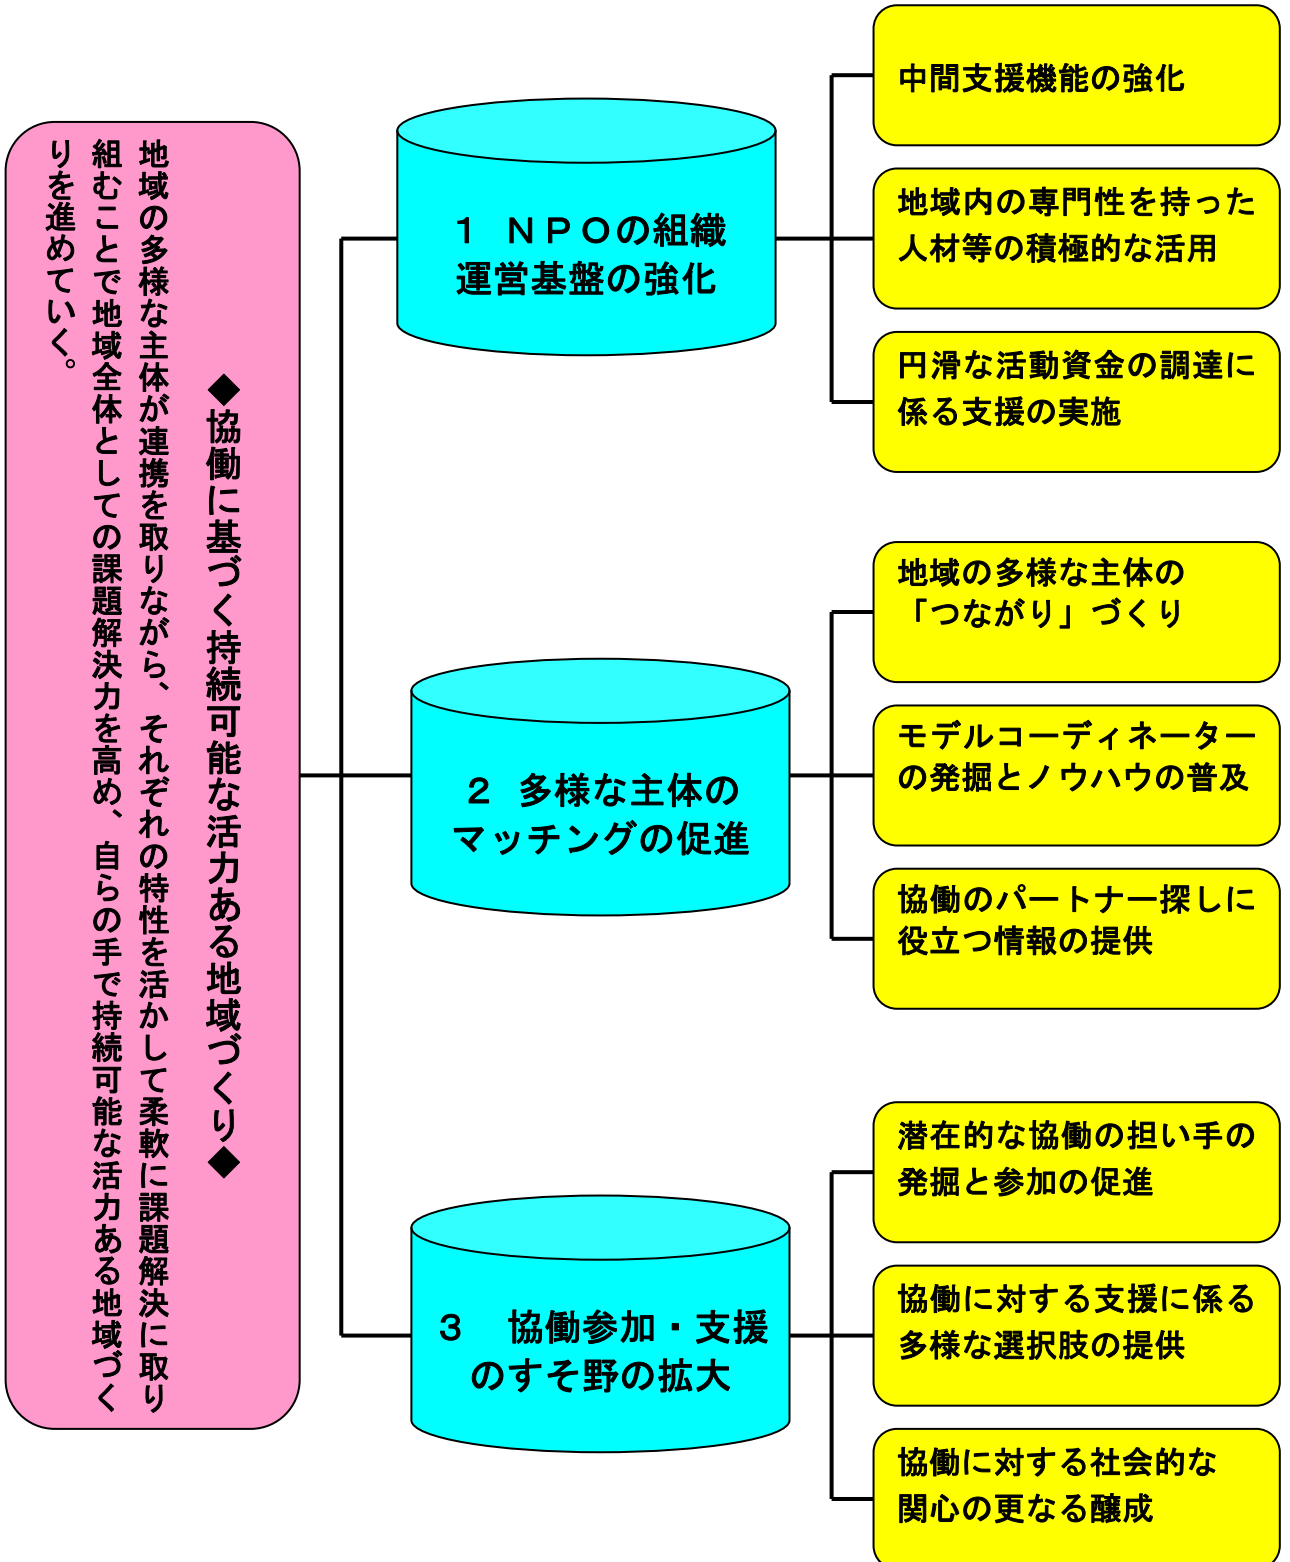 ◆協働に基づく持続可能な活力ある地域づくり◆
地域の多様な主体が連携を取りながら、それぞれの特性を活かして柔軟に課題解決に取り
組むことで地域全体としての課題解決力を高め、自らの手で持続可能な活力ある地域づく
りを進めていく。
１　ＮＰＯの組織
運営基盤の強化
中間支援機能の強化
地域内の専門性を持った
人材等の積極的な活用
円滑な活動資金の調達に
係る支援の実施
２　多様な主体の
マッチングの促進
地域の多様な主体の
「つながり」づくり
モデルコーディネーター
の発掘とノウハウの普及
協働のパートナー探しに
役立つ情報の提供
３　協働参加・支援
のすそ野の拡大
潜在的な協働の担い手の
発掘と参加の促進
協働に対する支援に係る
多様な選択肢の提供
協働に対する社会的な
関心の更なる醸成